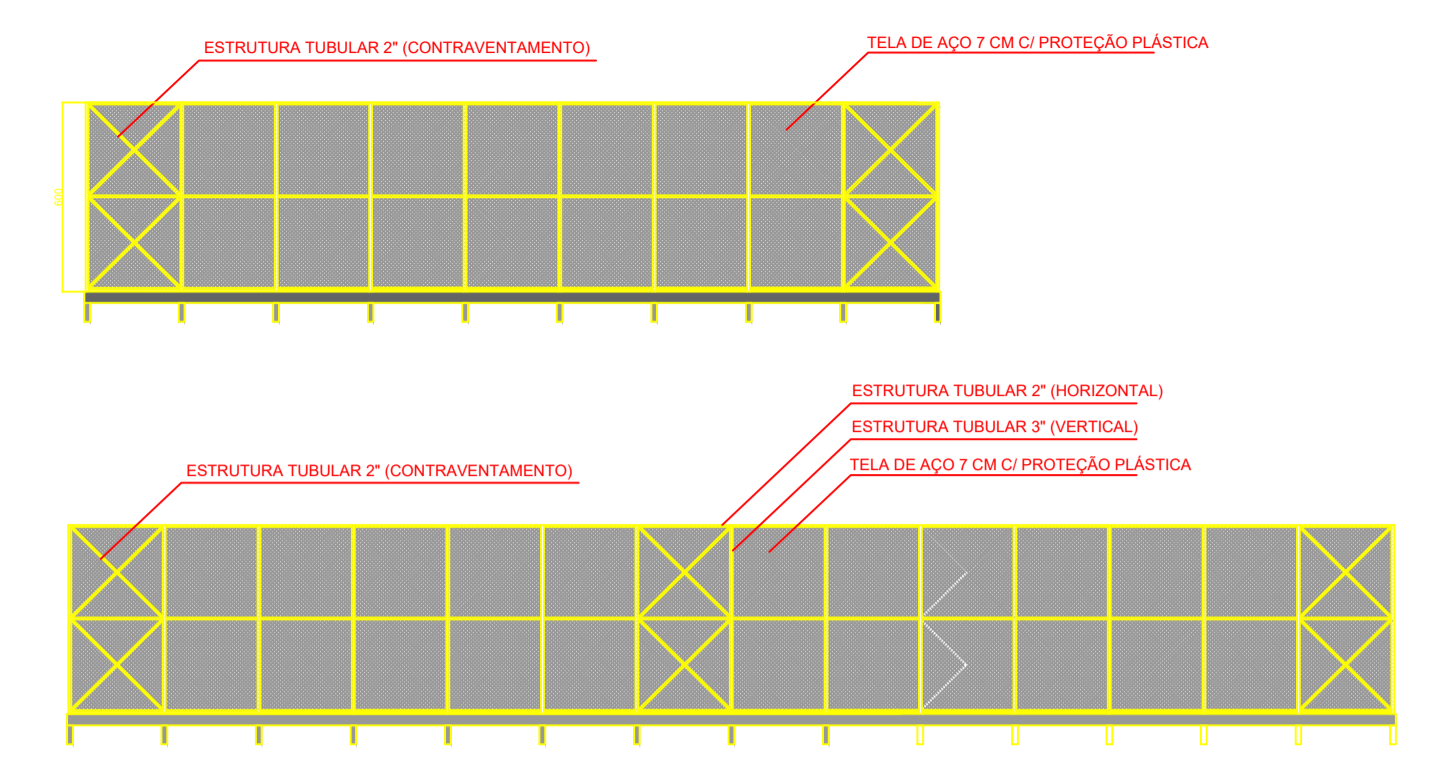 ESTRUTURA TUBULAR 2" (CONTRAVENTAMENTO)
TELA DE AÇO 7 CM C/ PROTEÇÃO PLÁSTICA
600
ESTRUTURA TUBULAR 2" (HORIZONTAL)
ESTRUTURA TUBULAR 3" (VERTICAL)
TELA DE AÇO 7 CM C/ PROTEÇÃO PLÁSTICA
ESTRUTURA TUBULAR 2" (CONTRAVENTAMENTO)